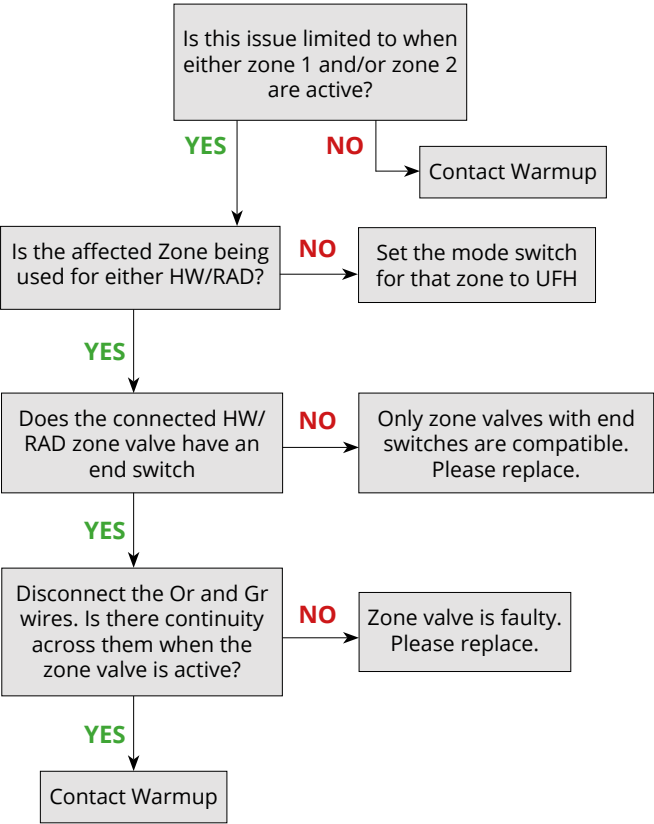 Is this issue limited to when
either zone 1 and/or zone 2
are active?
YES
NO
Contact Warmup
Is the affected Zone being
used for either HW/RAD?
NO
Set the mode switch
for that zone to UFH
YES
Does the connected HW/
RAD zone valve have an
end switch
NO
Only zone valves with end
switches are compatible.
Please replace.
YES
Disconnect the Or and Gr
wires. Is there continuity
across them when the
zone valve is active?
NO
Zone valve is faulty.
Please replace.
YES
Contact Warmup